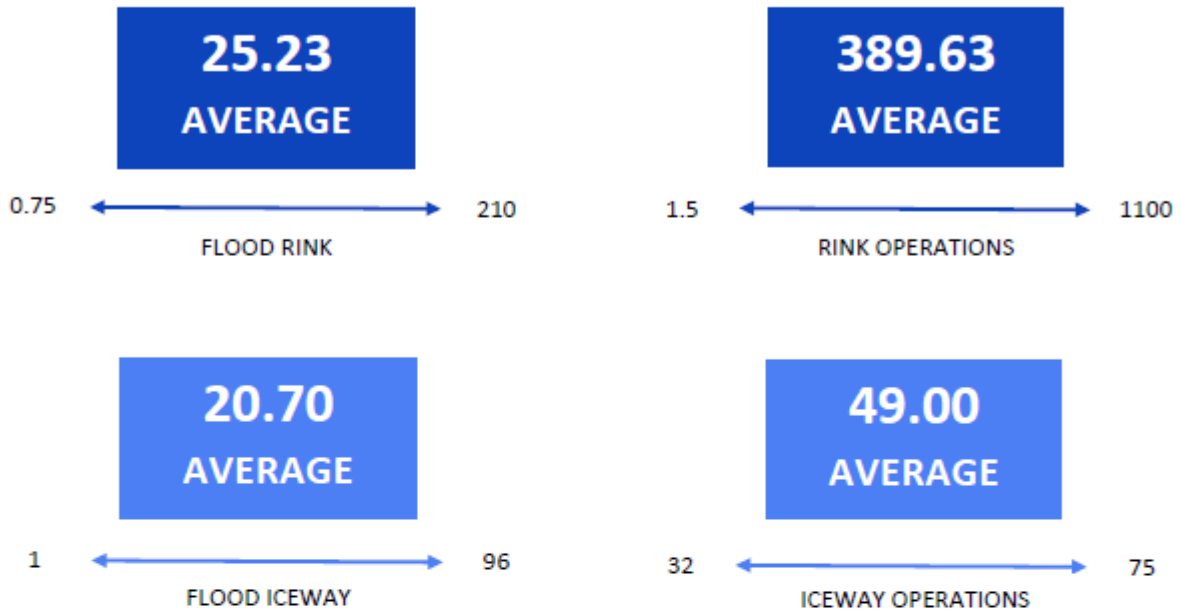 25.23
AVERAGE
0.75
210
FLOOD RINK
389.63
AVERAGE
1.5
1100
RINK OPERATIONS
20.70
AVERAGE
1
96
FLOOD ICEWAY
49.00
AVERAGE
32
75
ICEWAY OPERATIONS